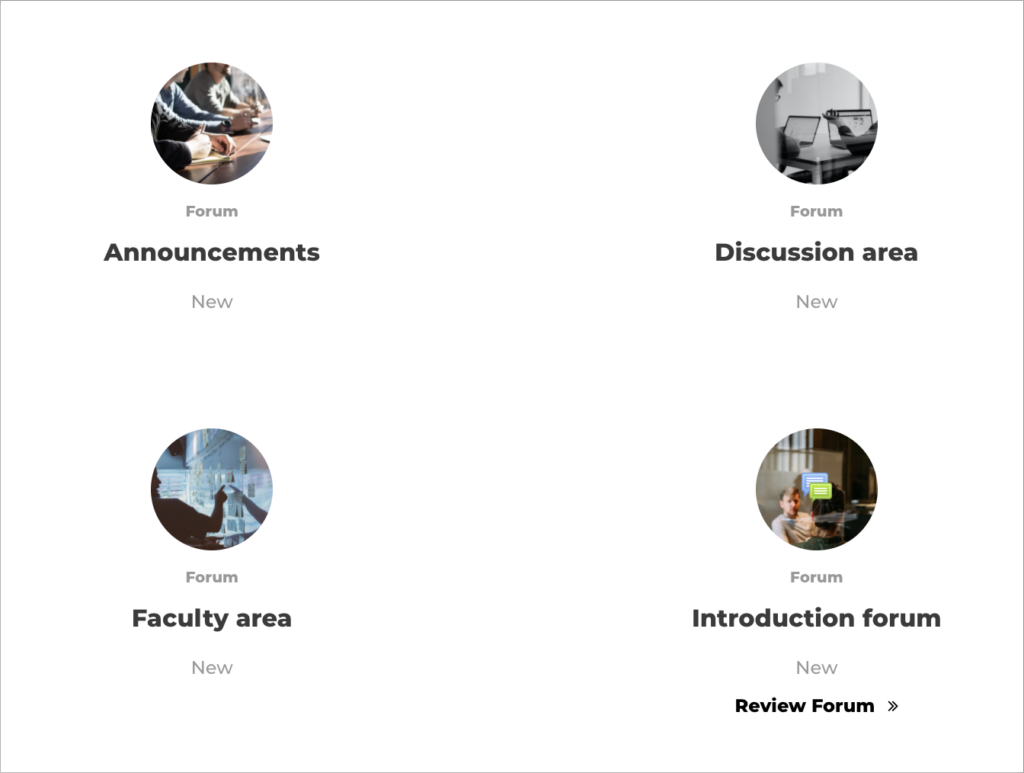 Forum
Announcements
New
Forum
Discussion area
New
Forum
Faculty area
New
Forum
Introduction forum
New
Review Forum »